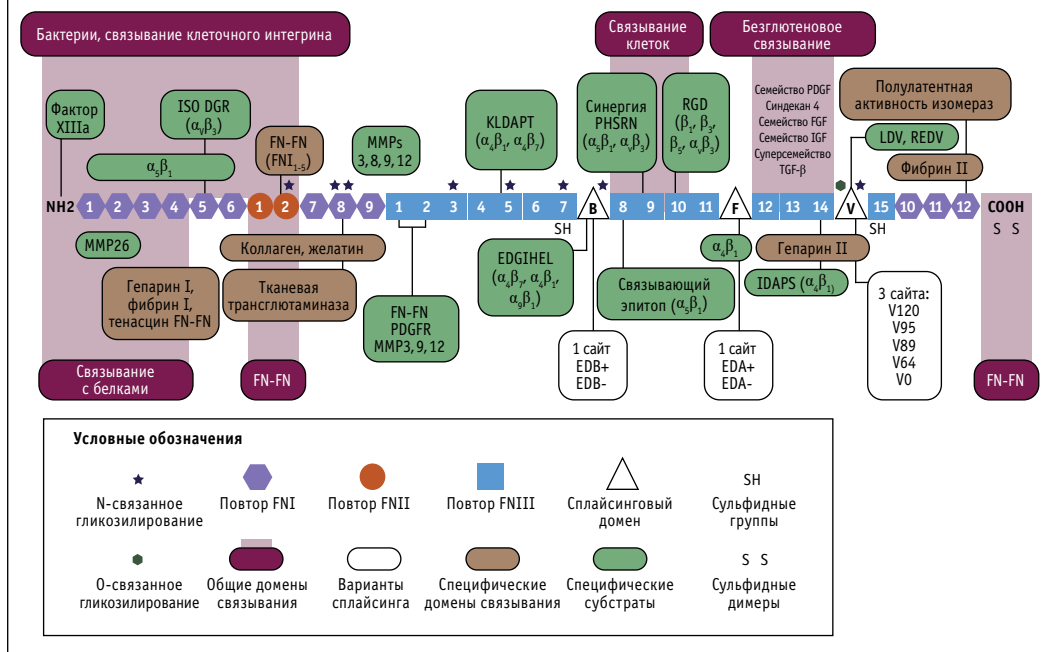 Бактерии, связывание клеточного интегрина
Связывание
клеток
Безглютеновое
связывание
Фактор
XIIIa
ISO DGR
(αᵥβ₃)
α₅β₁
FN-FN
(FNI₁₋₅)
MMPs
3, 8, 9, 12
KLDAPT
(α₄β₁, α₄β₇)
Синергия
PHSRN
(α₅β₁, αᵥβ₃)
RGD
(β₁, β₃,
β₅, αᵥβ₃)
Семейство PDGF
Синдекан 4
Семейство FGF
Семейство IGF
Суперсемейство
TGF-β
Полулатентная
активность изомераз
LDV, REDV
Фибрин II
NH2 1 2 3 4 5 6 1 2 7 8 9 1 2 3 4 5 6 7 B 8 9 10 11 F 12 13 14 V 15 10 11 12 COOH
SH
SH
S S
MMP26
Гепарин I,
фибрин I,
тенасцин FN-FN
Коллаген, желатин
Тканевая
трансглютаминаза
FN-FN
PDGFR
MMP3, 9, 12
EDGIHEL
(α₄β₇, α₄β₁,
α₉β₁)
Связывающий
эпитоп (α₅β₁)
α₄β₁
Гепарин II
IDAPS (α₄β₁)
1 сайт
EDB+
EDB-
1 сайт
EDA+
EDA-
3 сайта:
V120
V95
V89
V64
V0
Связывание
с белками
FN-FN
FN-FN
Условные обозначения
N-связанное
гликозилирование
Повтор FNI
Повтор FNII
Повтор FNIII
Сплайсинговый
домен
SH
Сульфидные
группы
О-связанное
гликозилирование
Общие домены
связывания
Варианты
сплайсинга
Специфические
домены связывания
Специфические
субстраты
S S
Сульфидные
димеры